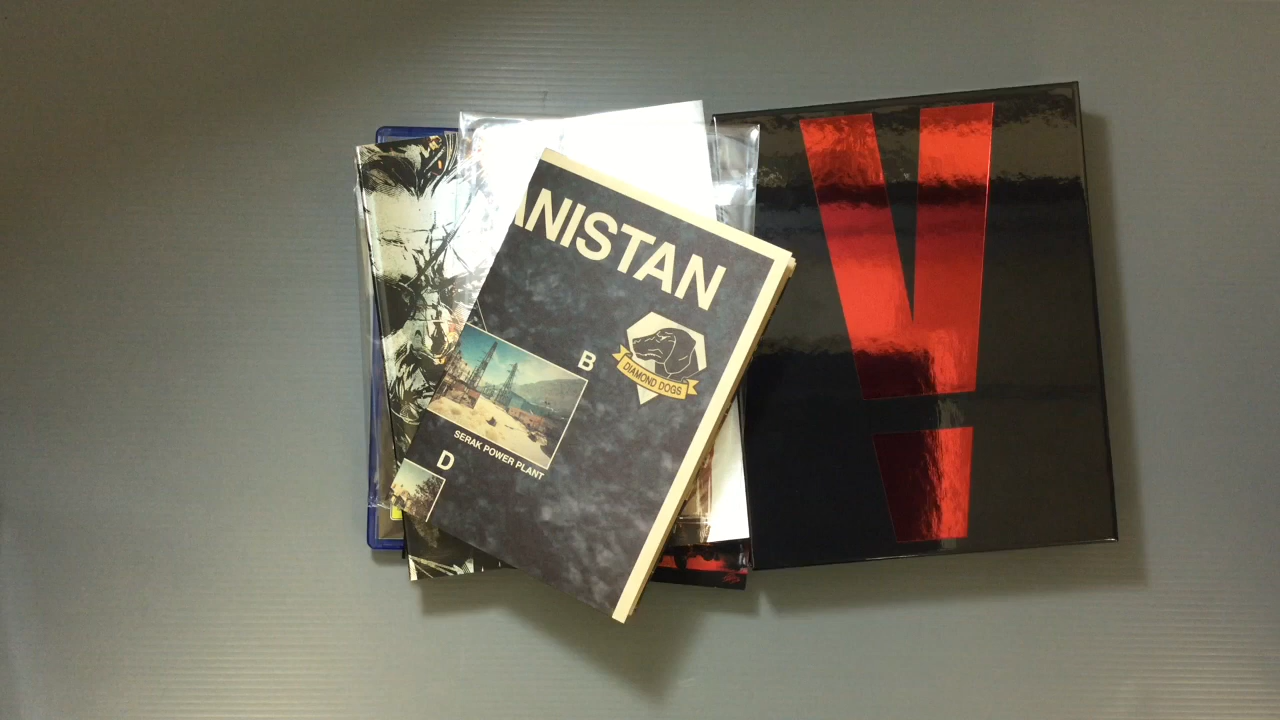 ANISTAN
B
DIAMOND DOGS
SERAK POWER PLANT
D